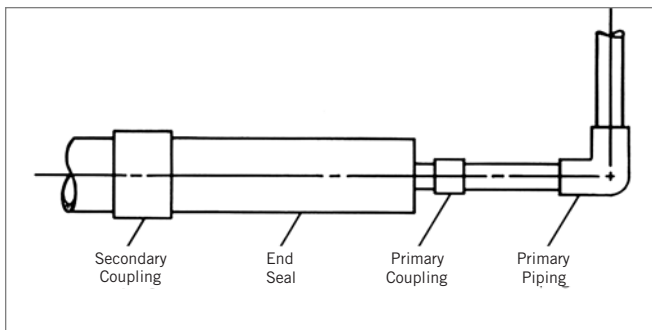 Secondary
Coupling
End
Seal
Primary
Coupling
Primary
Piping